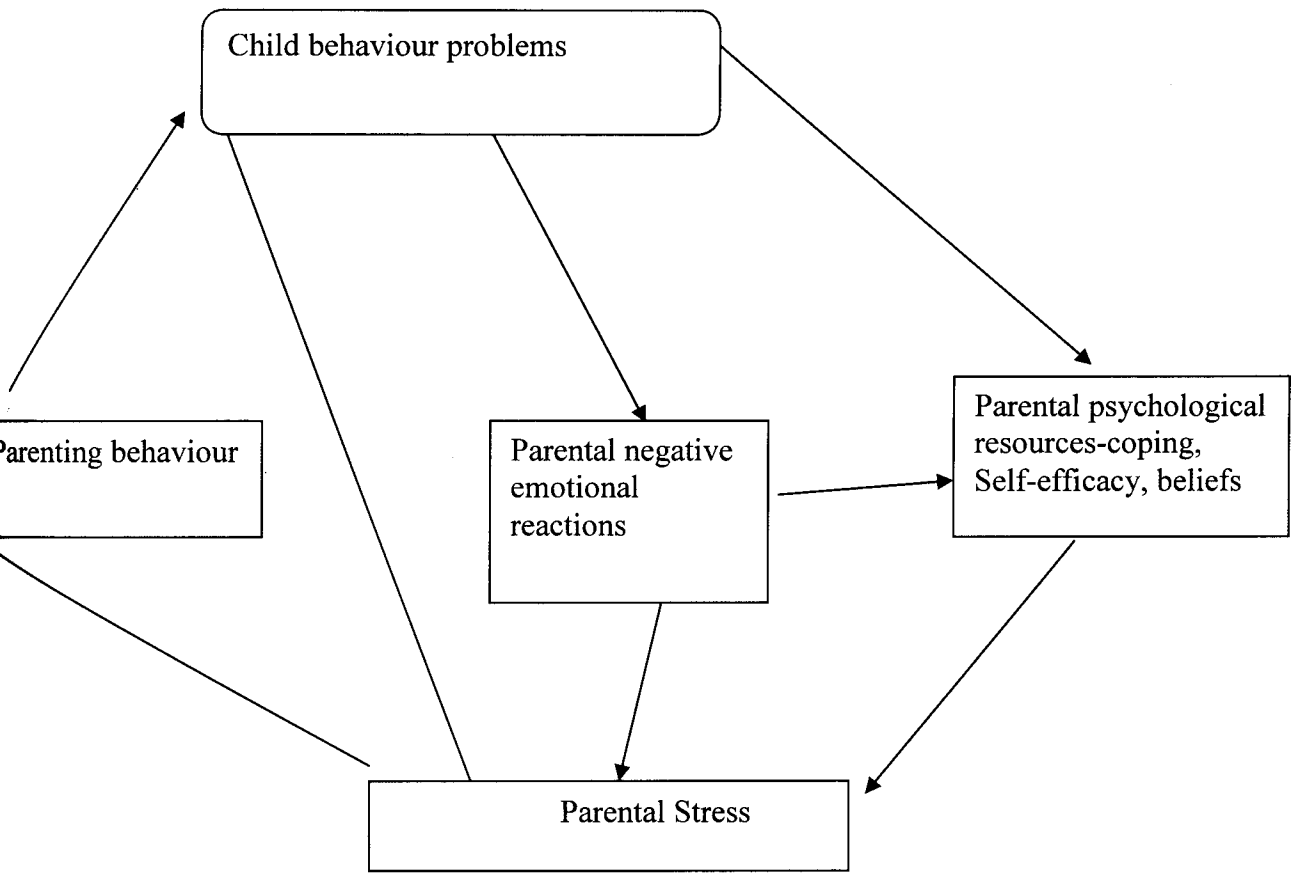 Child behaviour problems
Parenting behaviour
Parental negative
emotional
reactions
Parental psychological
resources-coping,
Self-efficacy, beliefs
Parental Stress